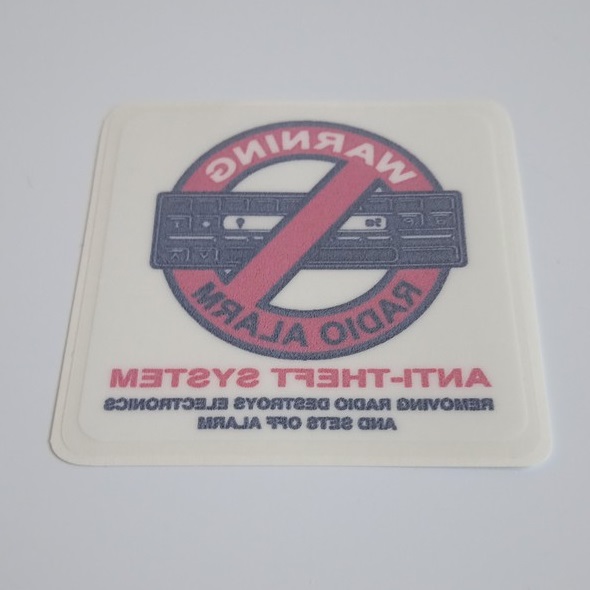 WARNING
RADIO ALARM
ANTI-THEFT SYSTEM
REMOVING RADIO DESTROYS ELECTRONICS
AND SETS OFF ALARM